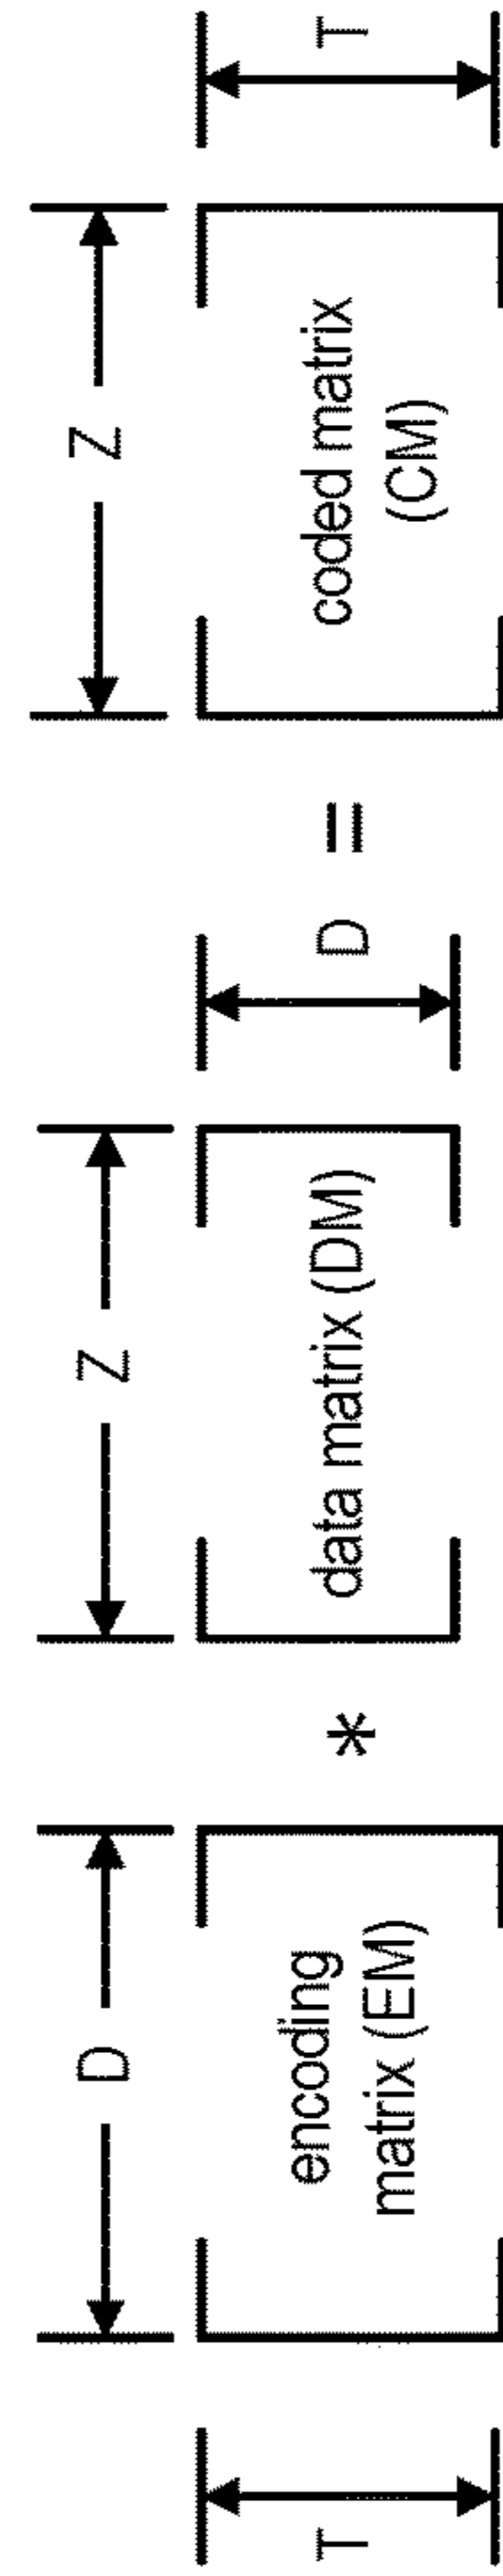 T
D
encoding
matrix (EM)
*
Z
data matrix (DM)
D
=
Z
coded matrix
(CM)
T